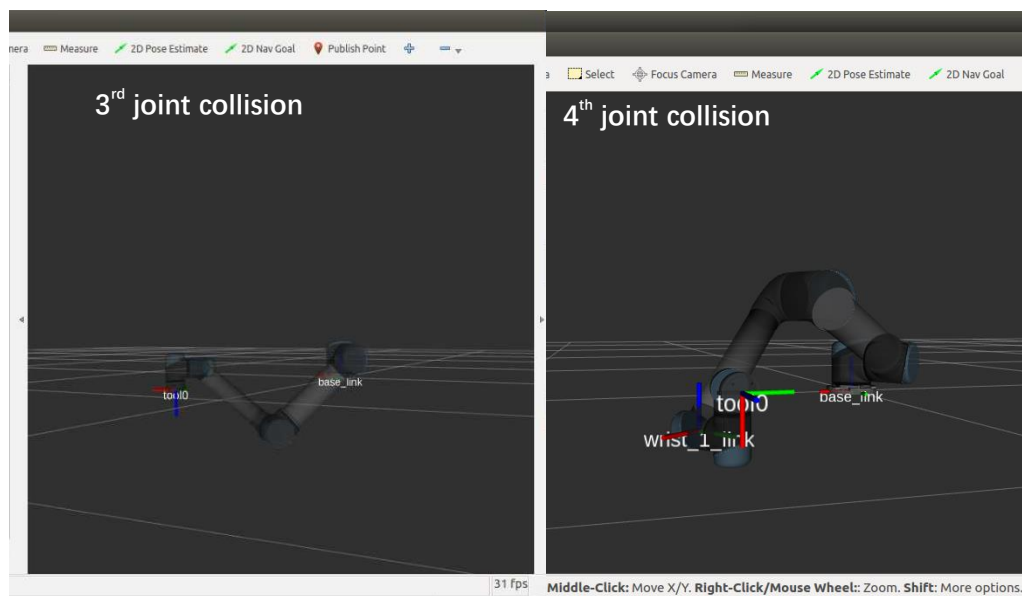 mera Measure 2D Pose Estimate 2D Nav Goal Publish Point
3rd joint collision
tool0
base_link
31 fps
a Select Focus Camera Measure 2D Pose Estimate 2D Nav Goal
4th joint collision
tool0
base_link
wrist_1_link
Middle-Click: Move X/Y. Right-Click/Mouse Wheel:: Zoom. Shift: More options.